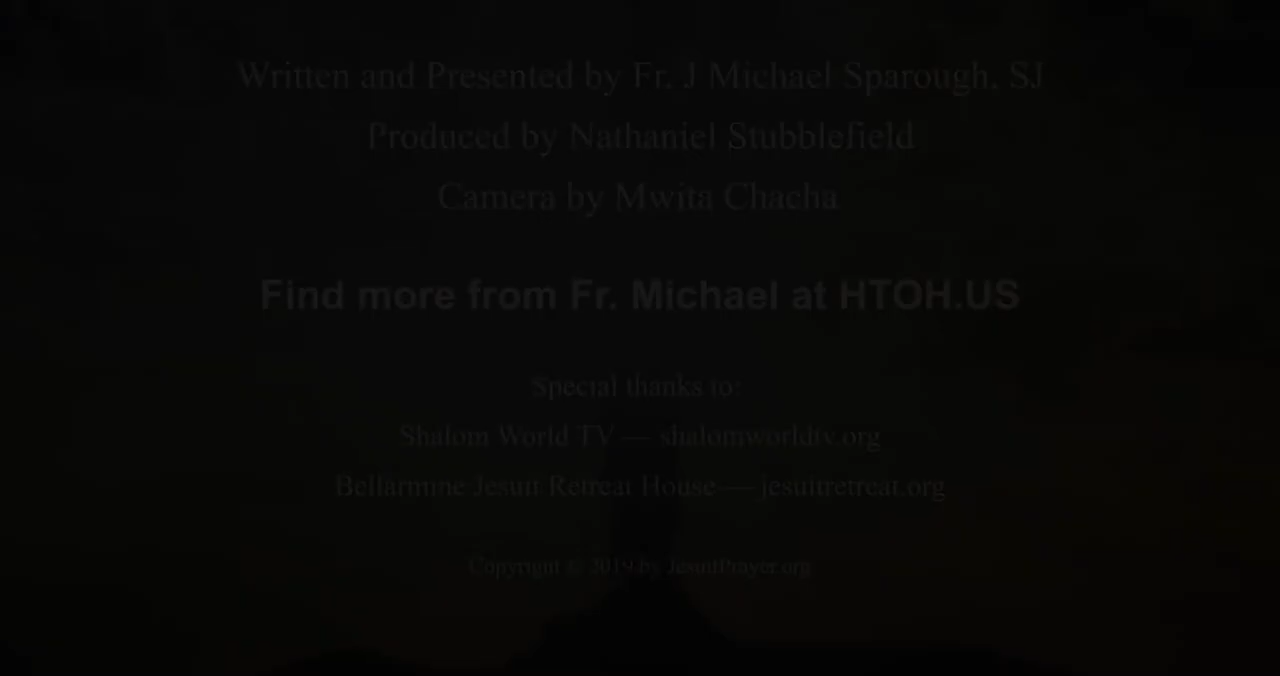 Written and Presented by Fr. J Michael Sparough, SJ
Produced by Nathaniel Stubblefield
Camera by Mwita Chacha
Find more from Fr. Michael at HTOH.US
Special thanks to:
Shalom World TV — shalomworldtv.org
Bellarmine Jesuit Retreat House — jesuitretreat.org
Copyright © 2019 by JesuitPrayer.org